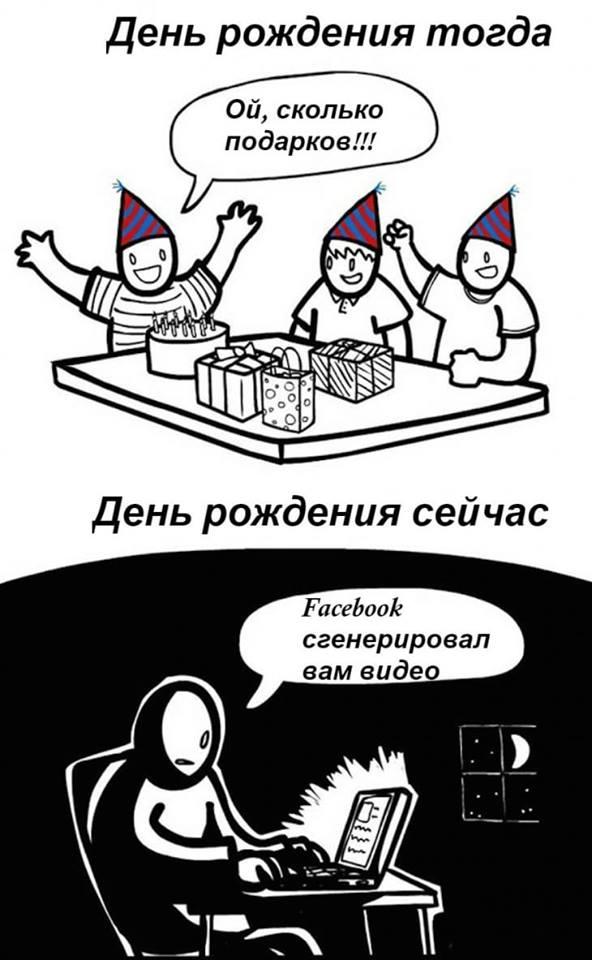 День рождения тогда
Ой, сколько
подарков!!!
День рождения сейчас
Facebook
сгенерировал
вам видео